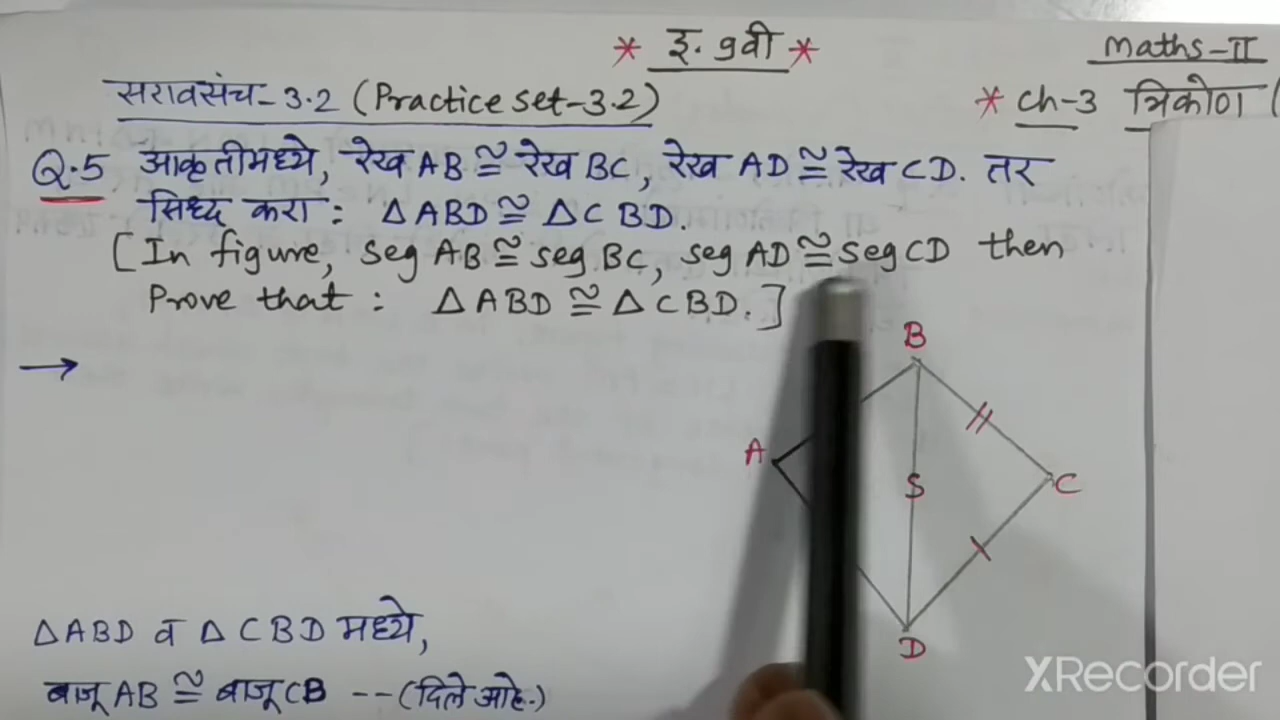 * इ. 9वी *
Maths-II
सरावसंच-3.2 (Practice set-3.2)
* Ch-3 त्रिकोण (
Q.5 आकृतीमध्ये, रेख AB ≅ रेख BC, रेख AD ≅ रेख CD. तर
सिध्द करा: △ABD ≅ △CBD.
[In figure, seg AB ≅ seg BC, seg AD ≅ seg CD then
Prove that: △ABD ≅ △CBD.]
→
B
A
S
C
D
△ABD व △CBD मध्ये,
बाजू AB ≅ बाजू CB --(दिले आहे.)
XRecorder